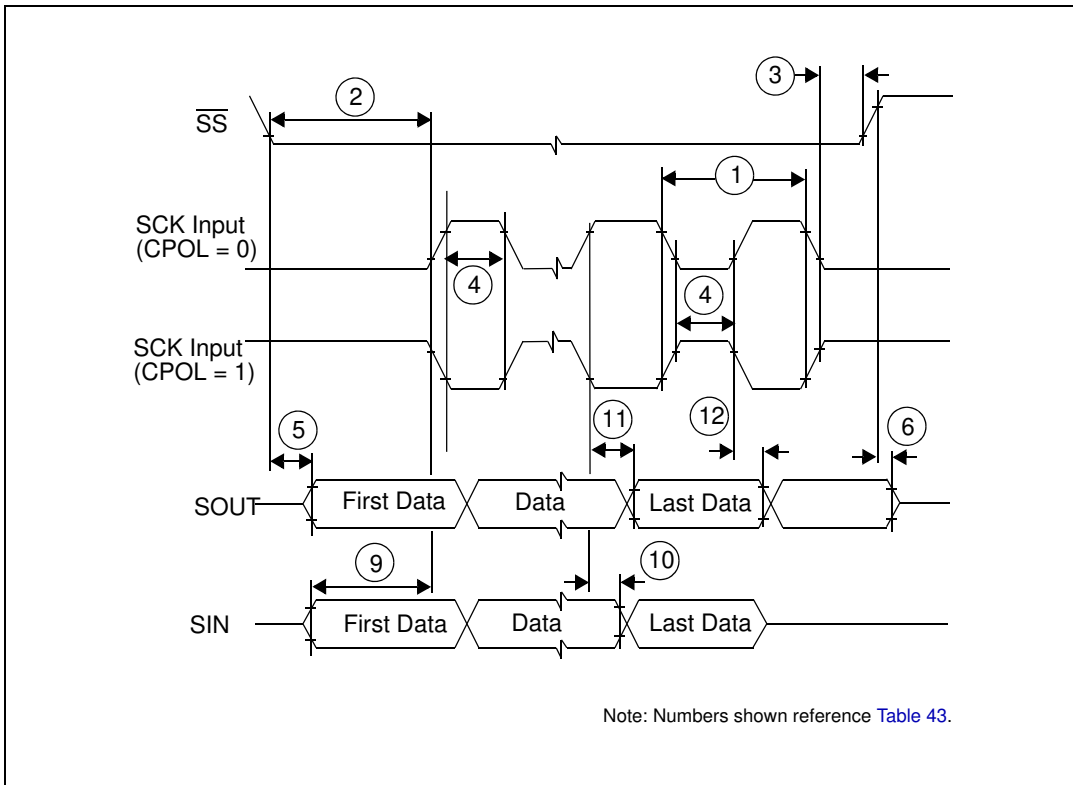 3
2
SS
1
SCK Input
(CPOL = 0)
4
4
SCK Input
(CPOL = 1)
5
11
12
6
SOUT
First Data
Data
Last Data
9
10
SIN
First Data
Data
Last Data
Note: Numbers shown reference Table 43.